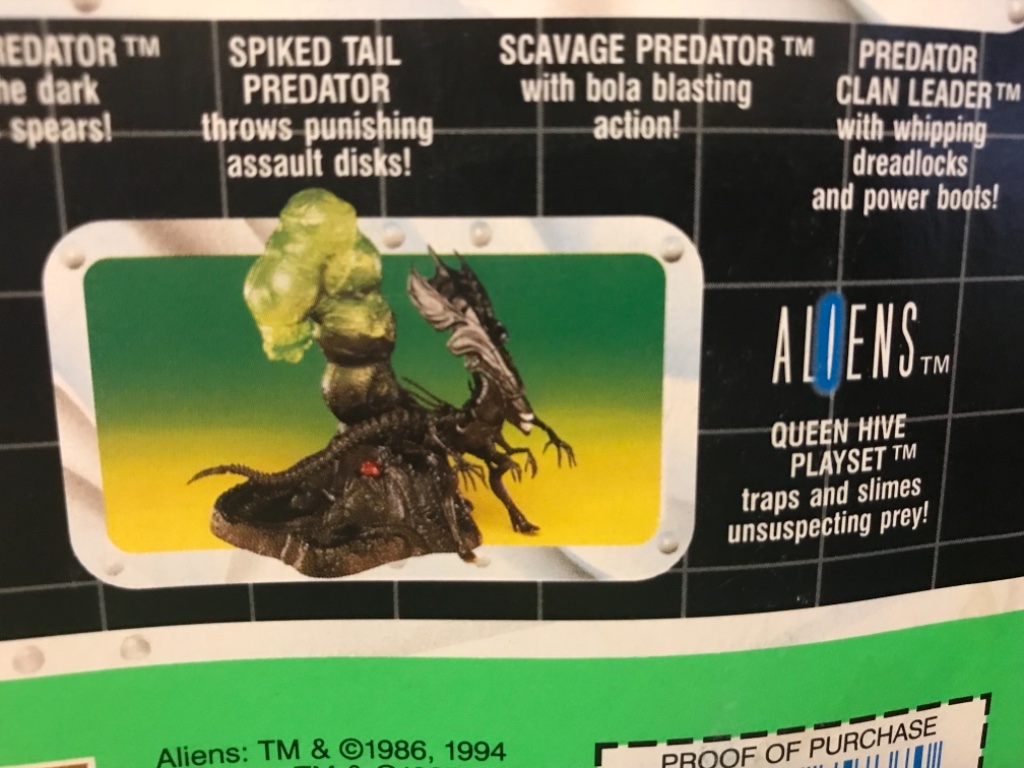 EDATOR™
he dark
spears!
SPIKED TAIL
PREDATOR
throws punishing
assault disks!
SCAVAGE PREDATOR™
with bola blasting
action!
PREDATOR
CLAN LEADER™
with whipping
dreadlocks
and power boots!
ALIENS™
QUEEN HIVE
PLAYSET™
traps and slimes
unsuspecting prey!
Aliens: TM & ©1986, 1994
PROOF OF PURCHASE